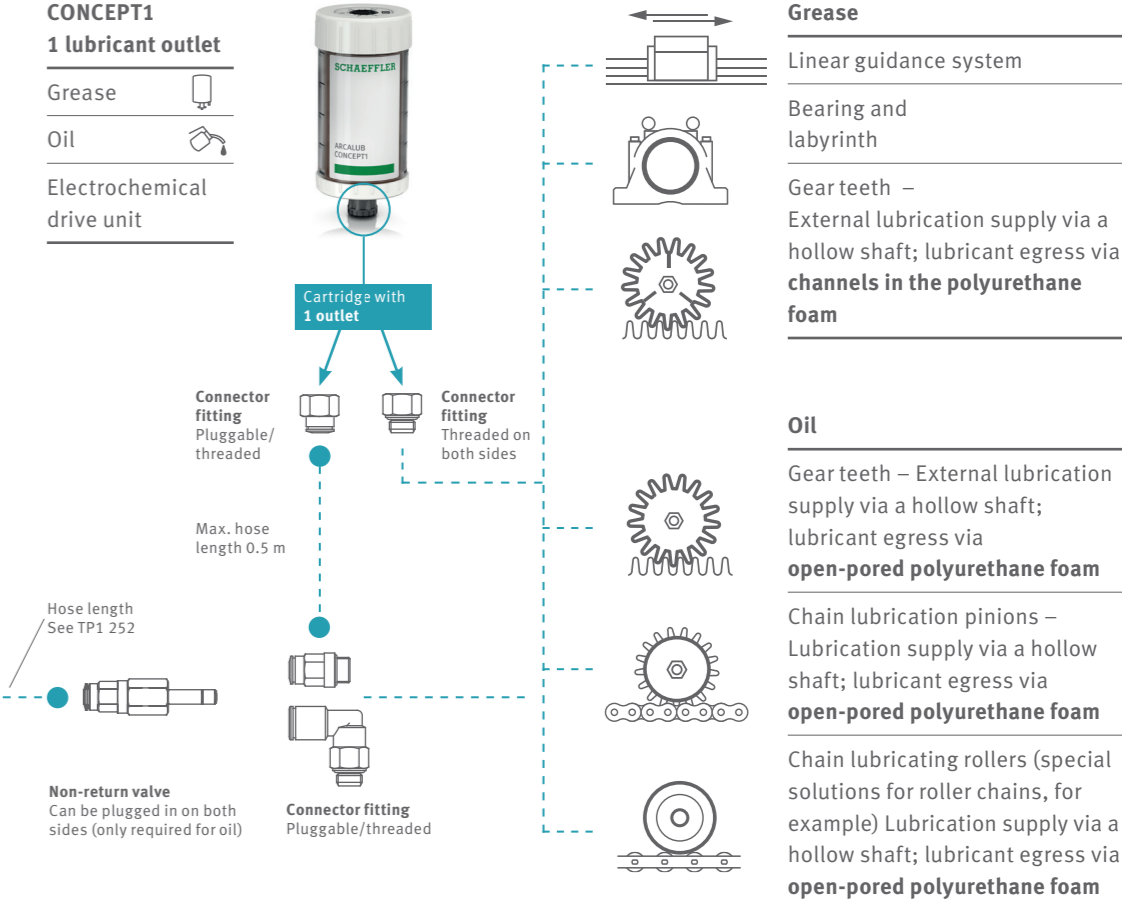 CONCEPT1
1 lubricant outlet
Grease
Oil
Electrochemical
drive unit
SCHAEFFLER
ARCALUB
CONCEPT1
Cartridge with
1 outlet
Connector
fitting
Pluggable/
threaded
Connector
fitting
Threaded on
both sides
Max. hose
length 0.5 m
Hose length
See TP1 252
Non-return valve
Can be plugged in on both
sides (only required for oil)
Connector fitting
Pluggable/threaded
Grease
Linear guidance system
Bearing and
labyrinth
Gear teeth –
External lubrication supply via a
hollow shaft; lubricant egress via
channels in the polyurethane
foam
Oil
Gear teeth – External lubrication
supply via a hollow shaft;
lubricant egress via
open-pored polyurethane foam
Chain lubrication pinions –
Lubrication supply via a hollow
shaft; lubricant egress via
open-pored polyurethane foam
Chain lubricating rollers (special
solutions for roller chains, for
example) Lubrication supply via a
hollow shaft; lubricant egress via
open-pored polyurethane foam